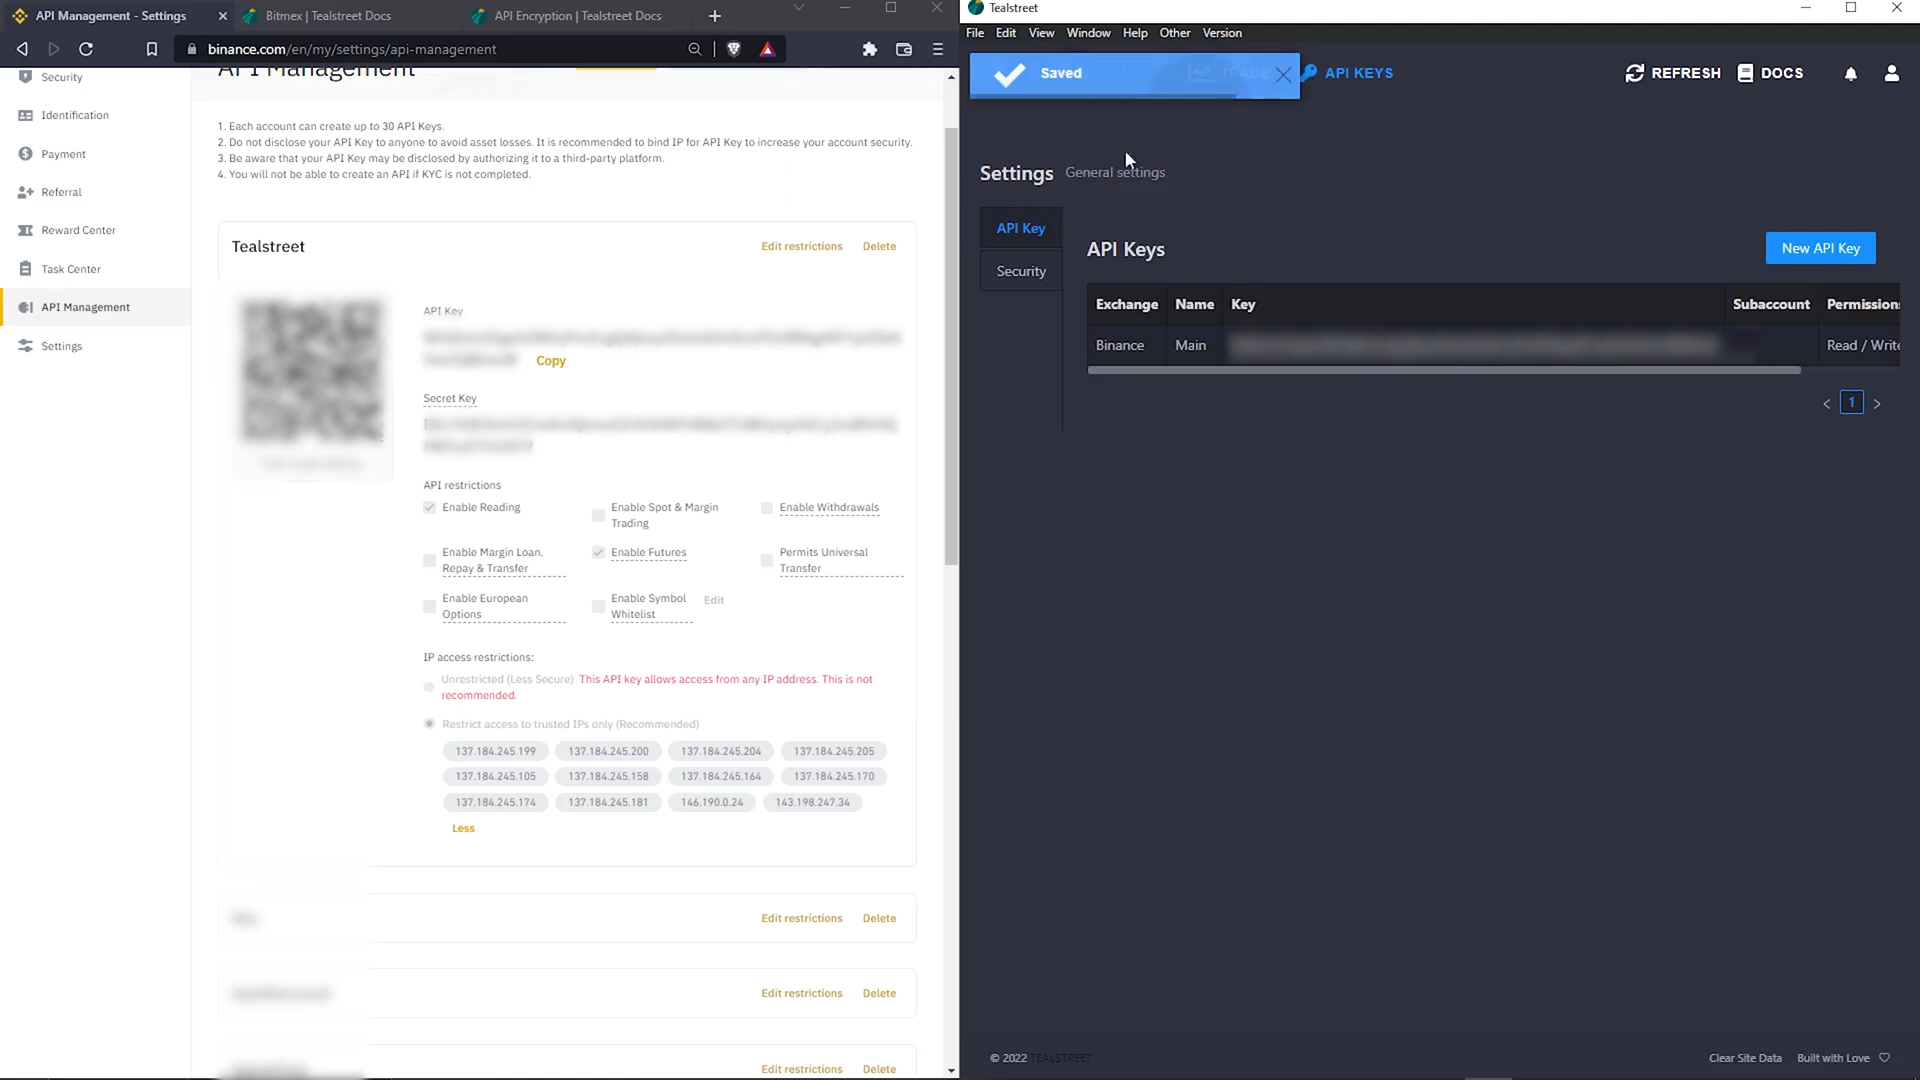 API Management - Settings
Bitmex | Tealstreet Docs
API Encryption | Tealstreet Docs
binance.com/en/my/settings/api-management
Security
Identification
Payment
Referral
Reward Center
Task Center
API Management
Settings
API Management
1. Each account can create up to 30 API Keys.
2. Do not disclose your API Key to anyone to avoid asset losses. It is recommended to bind IP for API Key to increase your account security.
3. Be aware that your API Key may be disclosed by authorizing it to a third-party platform.
4. You will not be able to create an API if KYC is not completed.
Tealstreet
Edit restrictions Delete
API Key
Copy
Secret Key
API restrictions
Enable Reading
Enable Spot & Margin
Trading
Enable Withdrawals
Enable Margin Loan,
Repay & Transfer
Enable Futures
Permits Universal
Transfer
Enable European
Options
Enable Symbol
Whitelist
Edit
IP access restrictions:
Unrestricted (Less Secure) This API key allows access from any IP address. This is not
recommended.
Restrict access to trusted IPs only (Recommended)
137.184.245.199 137.184.245.200 137.184.245.204 137.184.245.205
137.184.245.105 137.184.245.158 137.184.245.164 137.184.245.170
137.184.245.174 137.184.245.181 146.190.0.24 143.198.247.34
Less
Edit restrictions Delete
Edit restrictions Delete
Edit restrictions Delete
Tealstreet
File Edit View Window Help Other Version
Saved
TRADE
API KEYS
REFRESH
DOCS
Settings General settings
API Key
Security
API Keys
New API Key
Exchange Name Key Subaccount Permissions
Binance Main Read / Write
< 1 >
© 2022 TEALSTREET
Clear Site Data Built with Love